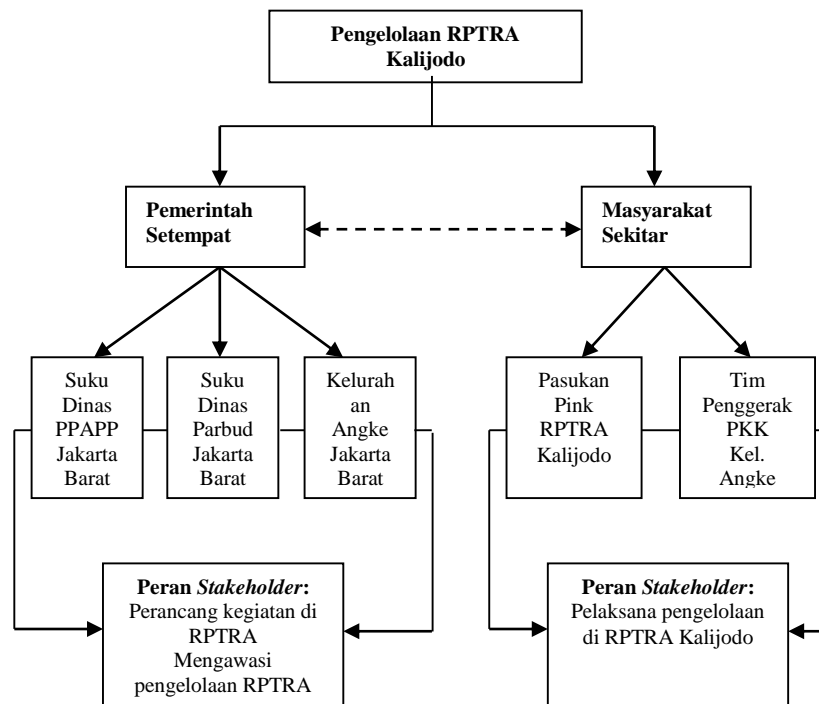 Pengelolaan RPTRA
Kalijodo
Pemerintah
Setempat
Masyarakat
Sekitar
Suku
Dinas
PPAPP
Jakarta
Barat
Suku
Dinas
Parbud
Jakarta
Barat
Kelurah
an
Angke
Jakarta
Barat
Pasukan
Pink
RPTRA
Kalijodo
Tim
Penggerak
PKK
Kel.
Angke
Peran Stakeholder:
Perancang kegiatan di
RPTRA
Mengawasi
pengelolaan RPTRA
Peran Stakeholder:
Pelaksana pengelolaan
di RPTRA Kalijodo